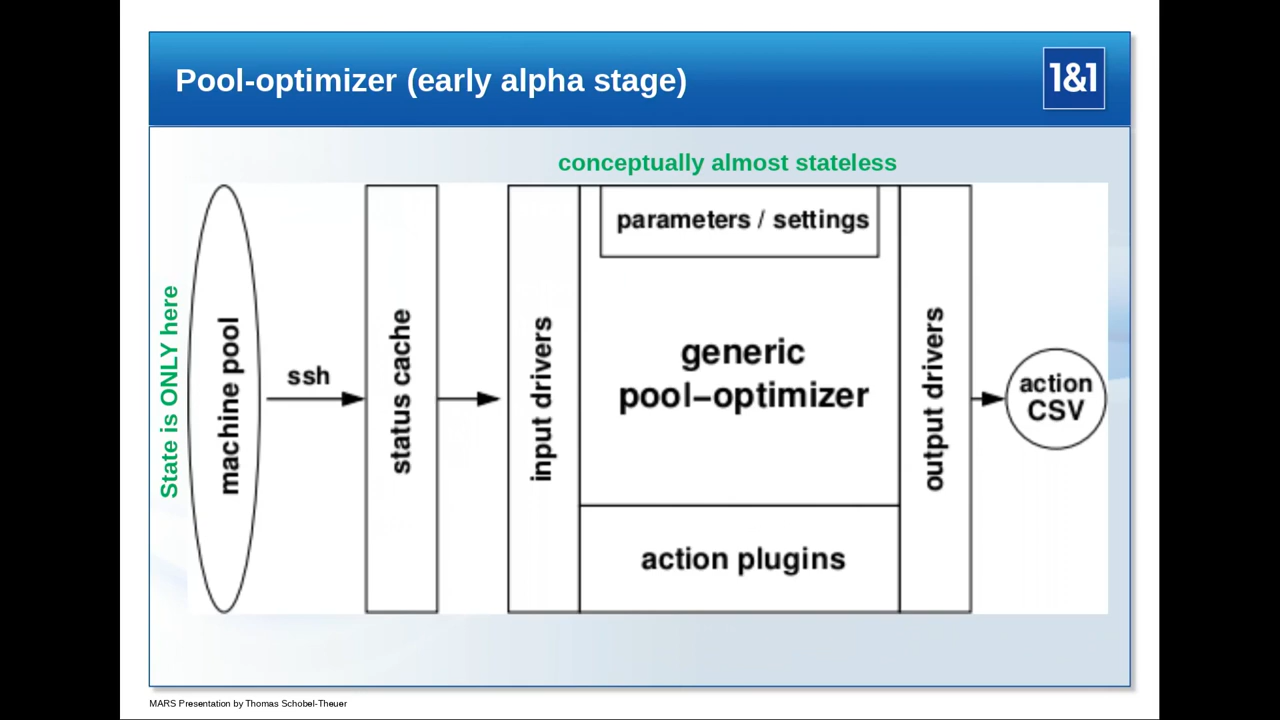 Pool-optimizer (early alpha stage)
1&1
conceptually almost stateless
State is ONLY here
machine pool
ssh
status cache
input drivers
parameters / settings
generic
pool–optimizer
action plugins
output drivers
action
CSV
MARS Presentation by Thomas Schobel-Theuer